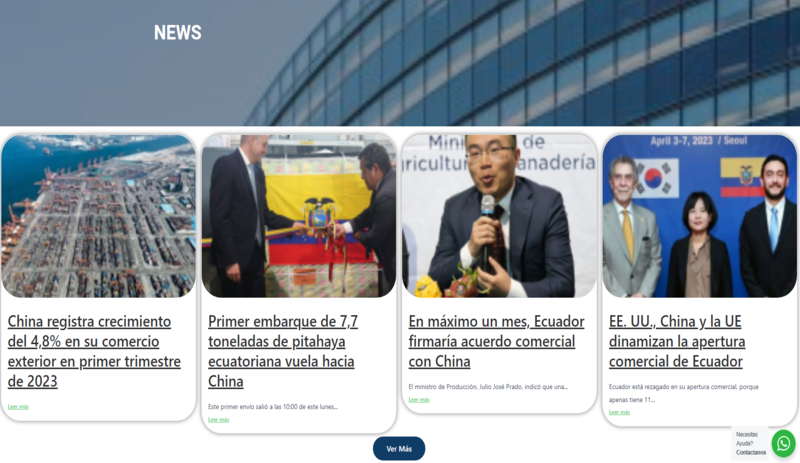 NEWS
Minis de
gricultur anadería
April 3-7, 2023 / Seoul
China registra crecimiento
del 4,8% en su comercio
exterior en primer trimestre
de 2023
Leer más
Primer embarque de 7,7
toneladas de pitahaya
ecuatoriana vuela hacia
China
Este primer envío salió a las 10:00 de este lunes...
Leer más
En máximo un mes, Ecuador
firmaría acuerdo comercial
con China
El ministro de Producción, Julio José Prado, indicó que una...
Leer más
EE. UU., China y la UE
dinamizan la apertura
comercial de Ecuador
Ecuador está rezagado en su apertura comercial, porque
apenas tiene 11...
Leer más
Ver Más
Necesitas
Ayuda?
Contactanos